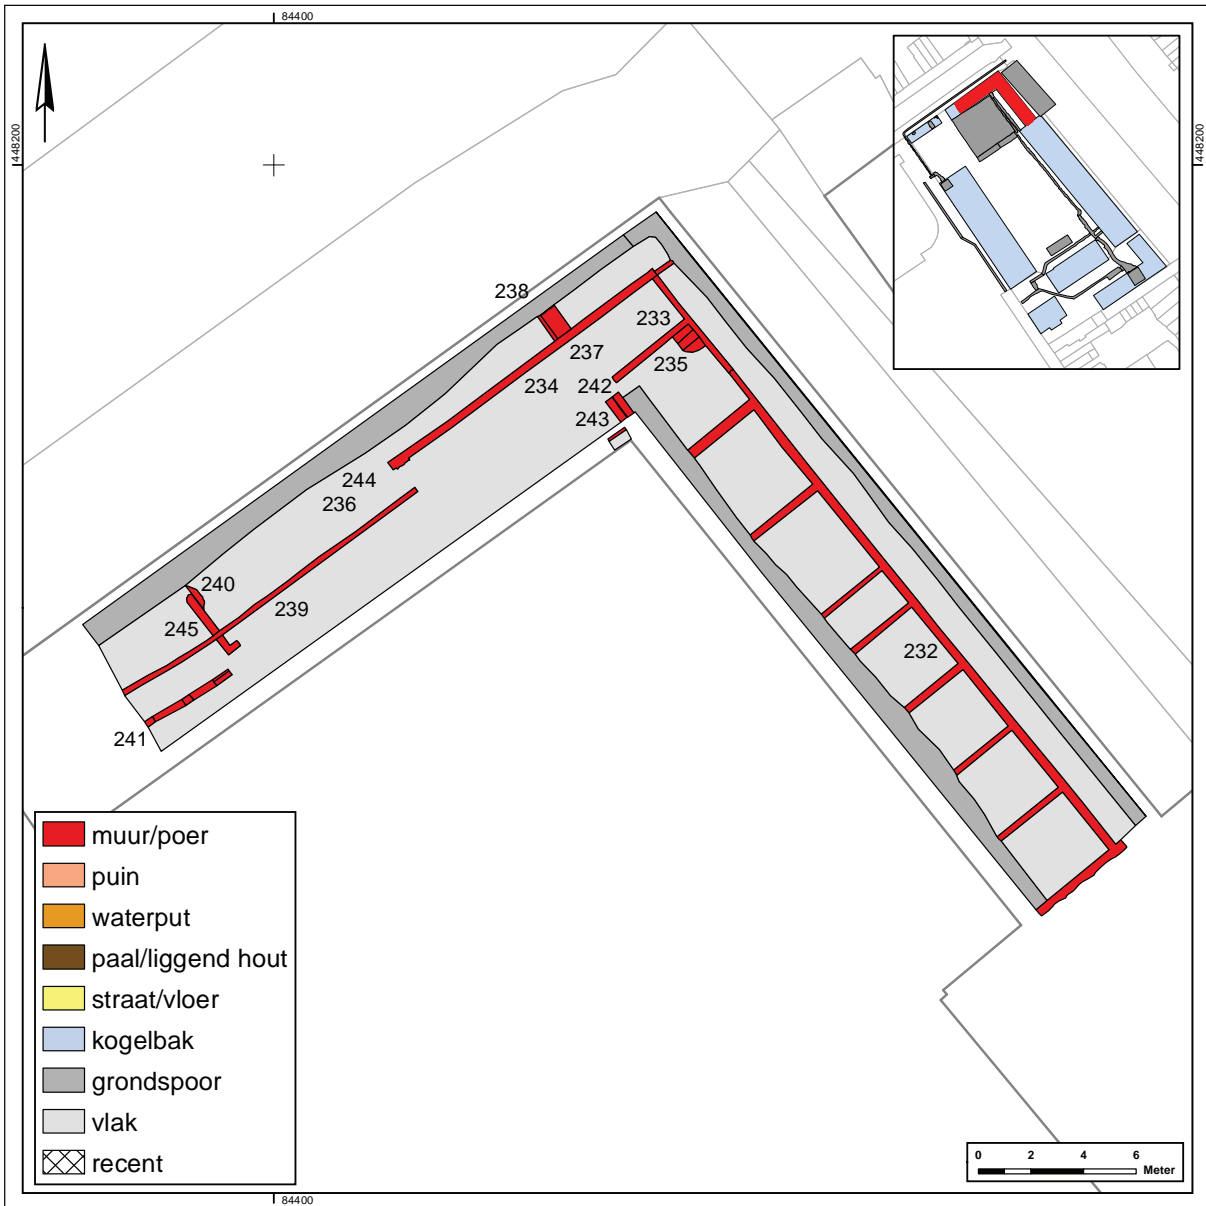 84400
448200
448200
238
233
237
235
234
242
243
244
236
240
239
245
232
241
muur/poer
puin
waterput
paal/liggend hout
straat/vloer
kogelbak
grondspoor
vlak
recent
0 2 4 6
Meter
84400